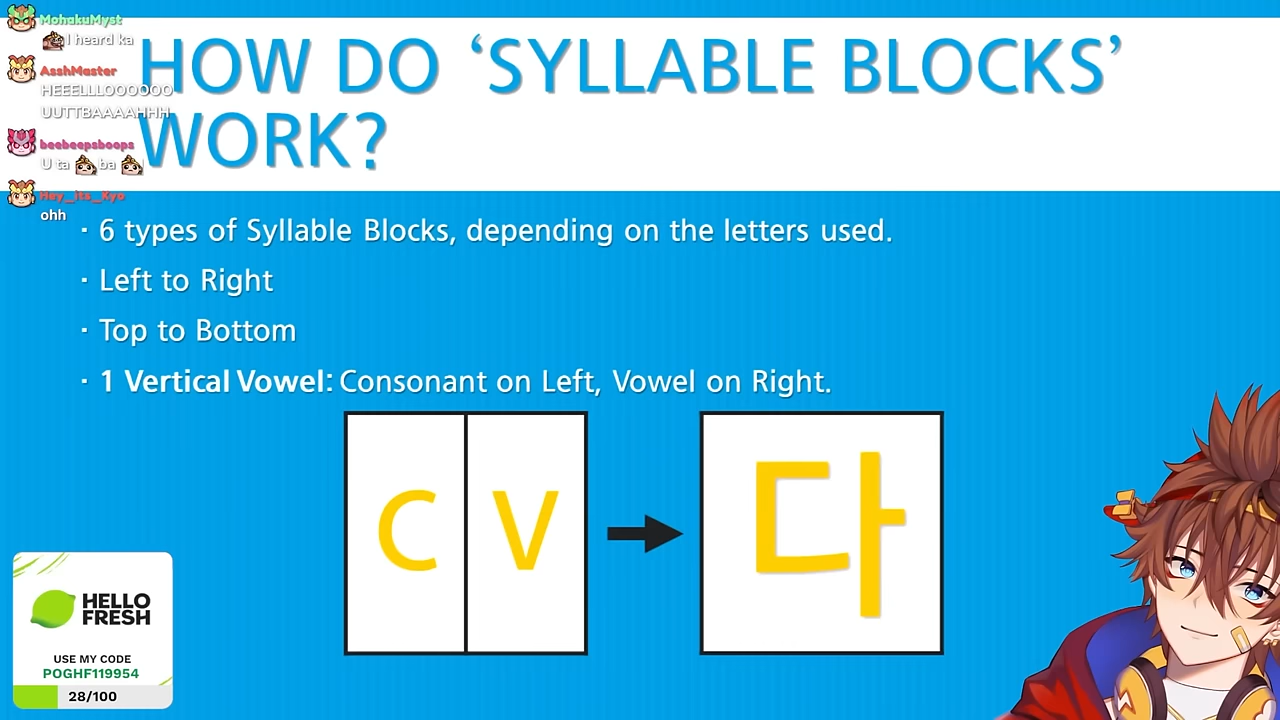 MohakuMyst
I heard ka
AsshMaster
HEEELLLOOOOOO
UUTTBAAAAHHH
beebeepsboops
U ta ba
Hey_its_Xyo
ohh
HOW DO ‘SYLLABLE BLOCKS’
WORK?
· 6 types of Syllable Blocks, depending on the letters used.
· Left to Right
· Top to Bottom
· 1 Vertical Vowel: Consonant on Left, Vowel on Right.
C V 다
HELLO
FRESH
USE MY CODE
POGHF119954
28/100